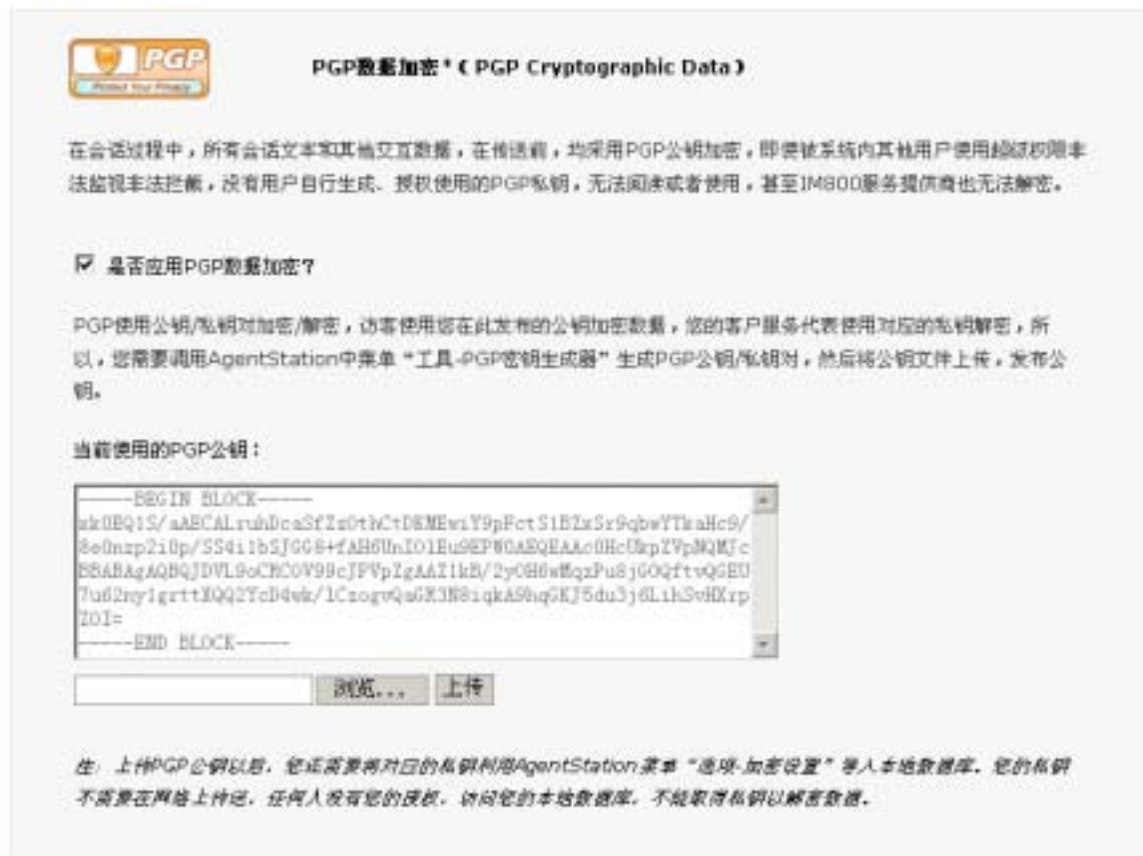 PGP
Protect Your Privacy
PGP数据加密*（PGP Cryptographic Data）
在会话过程中，所有会话文本和其他交互数据，在传送前，均采用PGP公钥加密，即使被系统内其他用户使用超级权限非
法监视非法拦截，没有用户自行生成、授权使用的PGP私钥，无法阅读或者使用，甚至IM800服务提供商也无法解密。
是否应用PGP数据加密？
PGP使用公钥/私钥对加密/解密，访客使用您在此发布的公钥加密数据，您的客户服务代表使用对应的私钥解密，所
以，您需要调用AgentStation中菜单“工具-PGP密钥生成器”生成PGP公钥/私钥对，然后将公钥文件上传，发布公
钥。
当前使用的PGP公钥：
-----BEGIN BLOCK-----
ZOI=
-----END BLOCK-----
浏览... 上传
注：上传PGP公钥以后，您还需要将对应的私钥利用AgentStation菜单“选项-加密设置”导入本地数据库，您的私钥
不需要在网络上传送，任何人没有您的授权，访问您的本地数据库，不能取得私钥以解密数据。